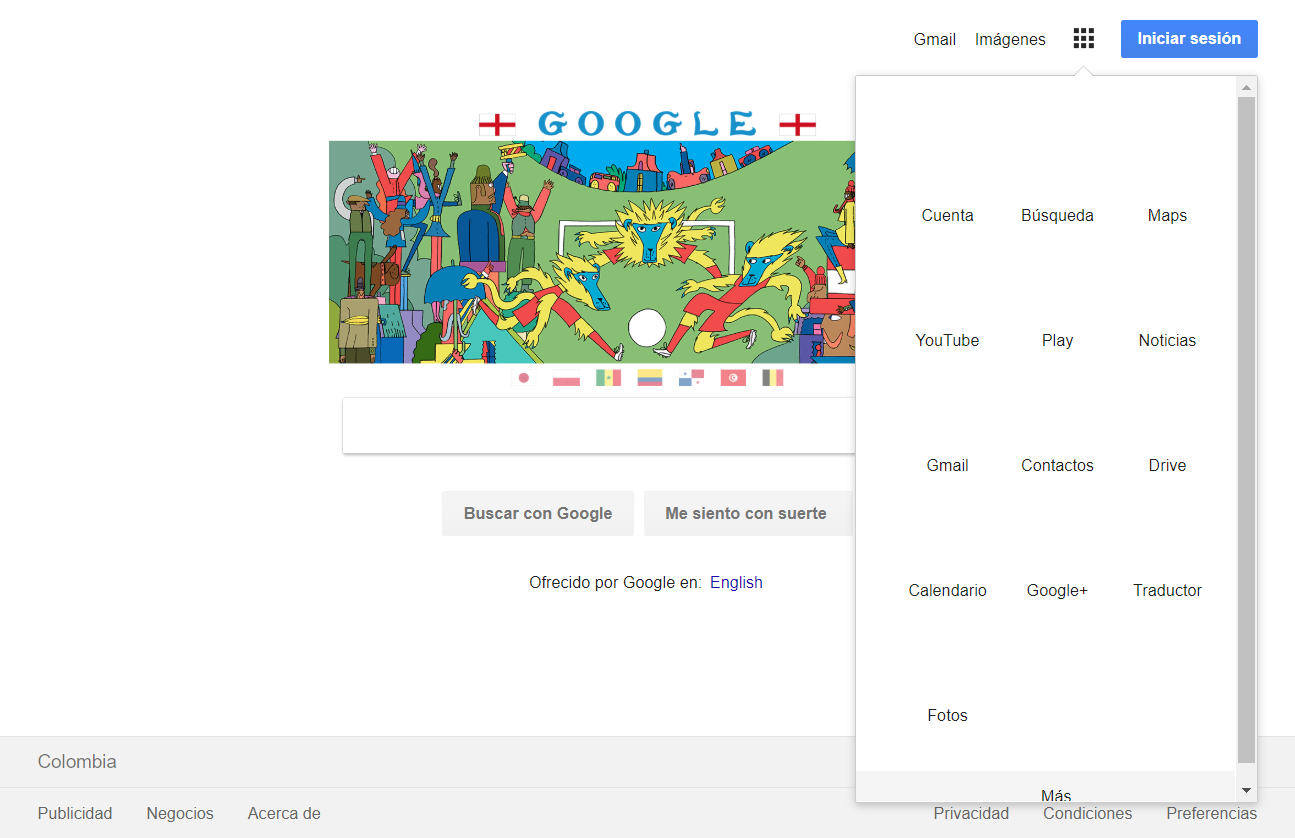 Gmail Imágenes Iniciar sesión
GOOGLE
Cuenta Búsqueda Maps
YouTube Play Noticias
Gmail Contactos Drive
Calendario Google+ Traductor
Fotos
Más
Buscar con Google Me siento con suerte
Ofrecido por Google en: English
Colombia
Publicidad Negocios Acerca de Privacidad Condiciones Preferencias